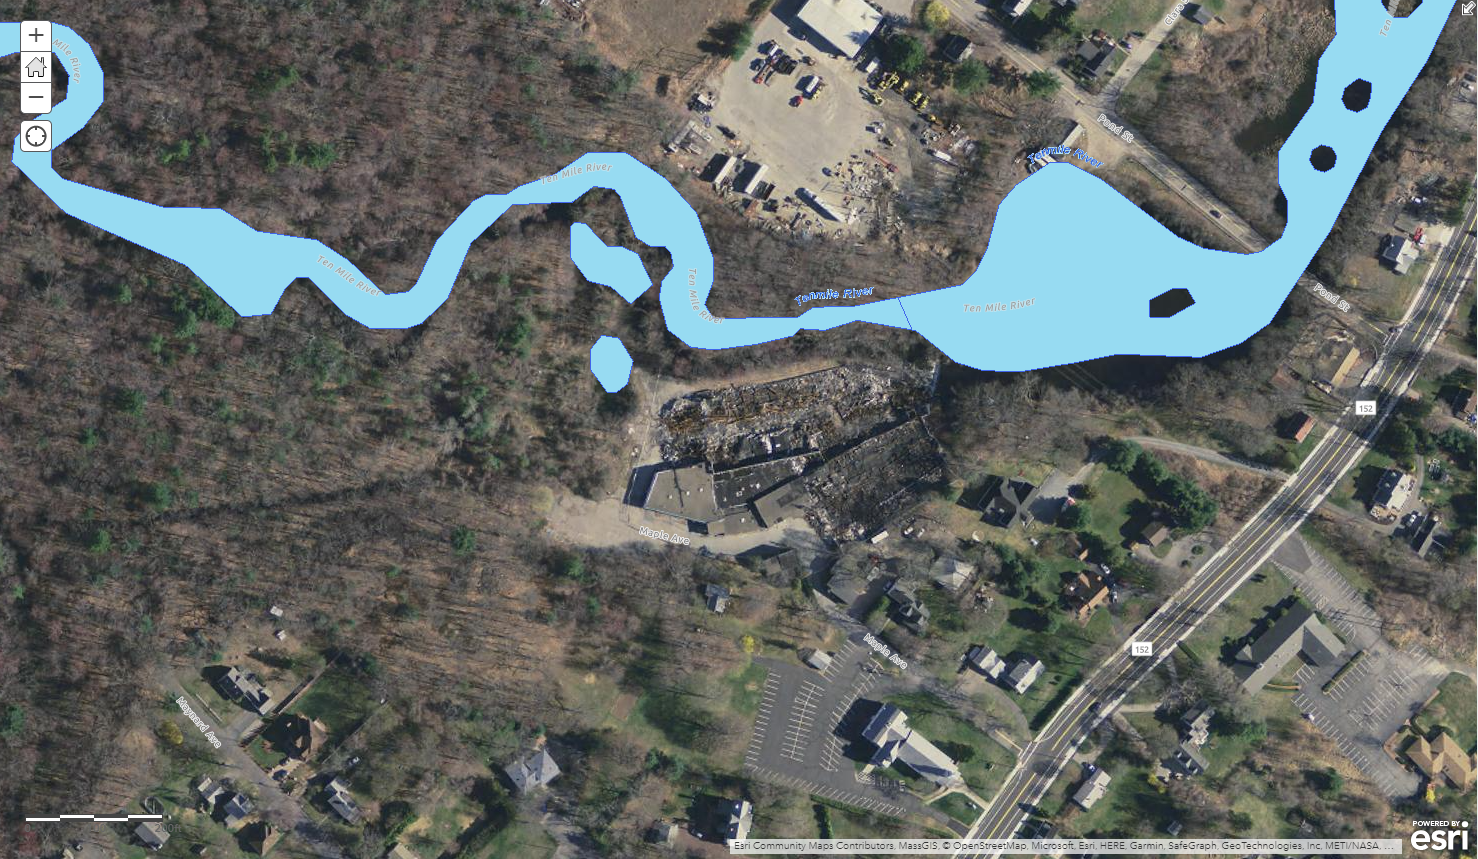 Mile River
Ten
Clara
Pond St
Tenmile River
Ten Mile River
Ten Mile River
Ten Mile River
Tenmile River
Ten Mile River
Pond St
152
Maple Ave
Maple Ave
152
Maynard Ave
200ft
POWERED BY
esri
Esri Community Maps Contributors, MassGIS, © OpenStreetMap, Microsoft, Esri, HERE, Garmin, SafeGraph, GeoTechnologies, Inc, METI/NASA, ...